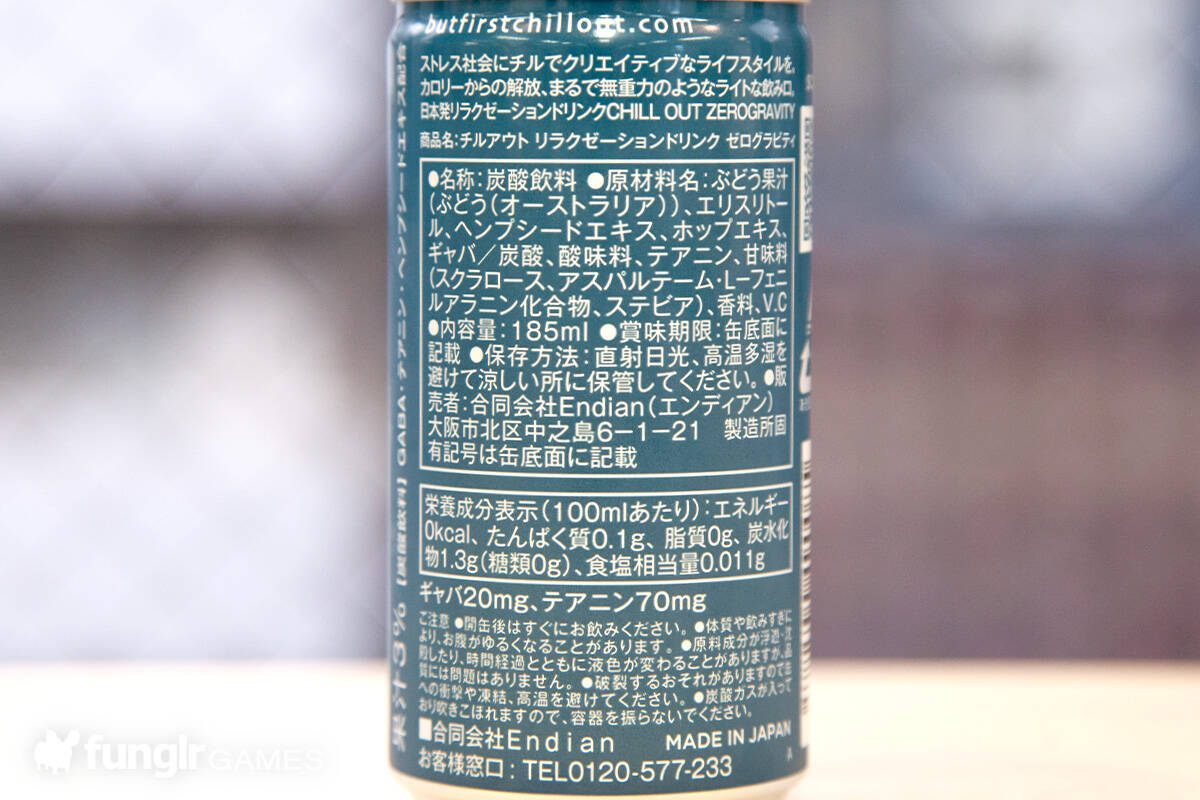 butfirstchillout.com
ストレス社会にチルでクリエイティブなライフスタイルを。
カロリーからの解放、まるで無重力のようなライトな飲み口。
日本発リラクゼーションドリンクCHILL OUT ZEROGRAVITY
商品名：チルアウト リラクゼーションドリンク ゼログラビティ
●名称：炭酸飲料 ●原材料名：ぶどう果汁
（ぶどう（オーストラリア））、エリスリトー
ル、ヘンプシードエキス、ホップエキス、
ギャバ／炭酸、酸味料、テアニン、甘味料
（スクラロース、アスパルテーム・L-フェニ
ルアラニン化合物、ステビア）、香料、V.C
●内容量：185ml ●賞味期限：缶底面に
記載 ●保存方法：直射日光、高温多湿を
避けて涼しい所に保管してください。●販
売者：合同会社Endian（エンディアン）
大阪市北区中之島6-1-21 製造所固
有記号は缶底面に記載
栄養成分表示（100mlあたり）：エネルギー
0kcal、たんぱく質0.1g、脂質0g、炭水化
物1.3g（糖類0g）、食塩相当量0.011g
ギャバ20mg、テアニン70mg
ご注意 ●開缶後はすぐにお飲みください。●体質や飲みすぎに
より、お腹がゆるくなることがあります。●原料成分が浮遊・沈
殿したり、時間経過とともに液色が変わることがありますが、品
質には問題はありません。●破裂するおそれがありますので缶
への衝撃や凍結、高温を避けてください。●炭酸ガスが入って
おり吹きこぼれますので、容器を振らないでください。
■合同会社Endian MADE IN JAPAN
お客様窓口：TEL0120-577-233
A
果汁3％【炭酸飲料】GABA・テアニン・ヘンプシードエキス配合
funglr GAMES